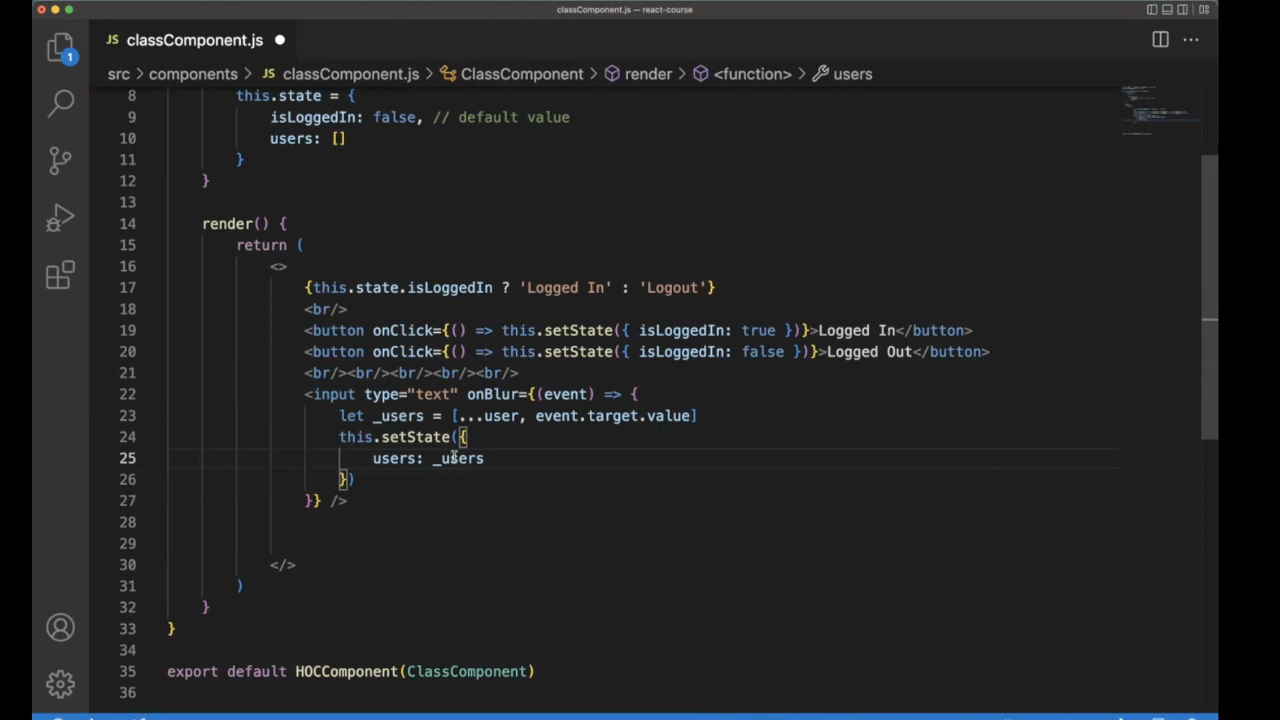 classComponent.js — react-course
JS classComponent.js
1
src > components > JS classComponent.js > ClassComponent > render > <function> > users
8 this.state = {
9 isLoggedIn: false, // default value
10 users: []
11 }
12 }
13
14 render() {
15 return (
16 <>
17 {this.state.isLoggedIn ? 'Logged In' : 'Logout'}
18 <br/>
19 <button onClick={() => this.setState({ isLoggedIn: true })}>Logged In</button>
20 <button onClick={() => this.setState({ isLoggedIn: false })}>Logged Out</button>
21 <br/><br/><br/><br/><br/>
22 <input type="text" onBlur={(event) => {
23 let _users = [...user, event.target.value]
24 this.setState({
25 users: _users
26 })
27 }} />
28
29
30 </>
31 )
32 }
33 }
34
35 export default HOCComponent(ClassComponent)
36